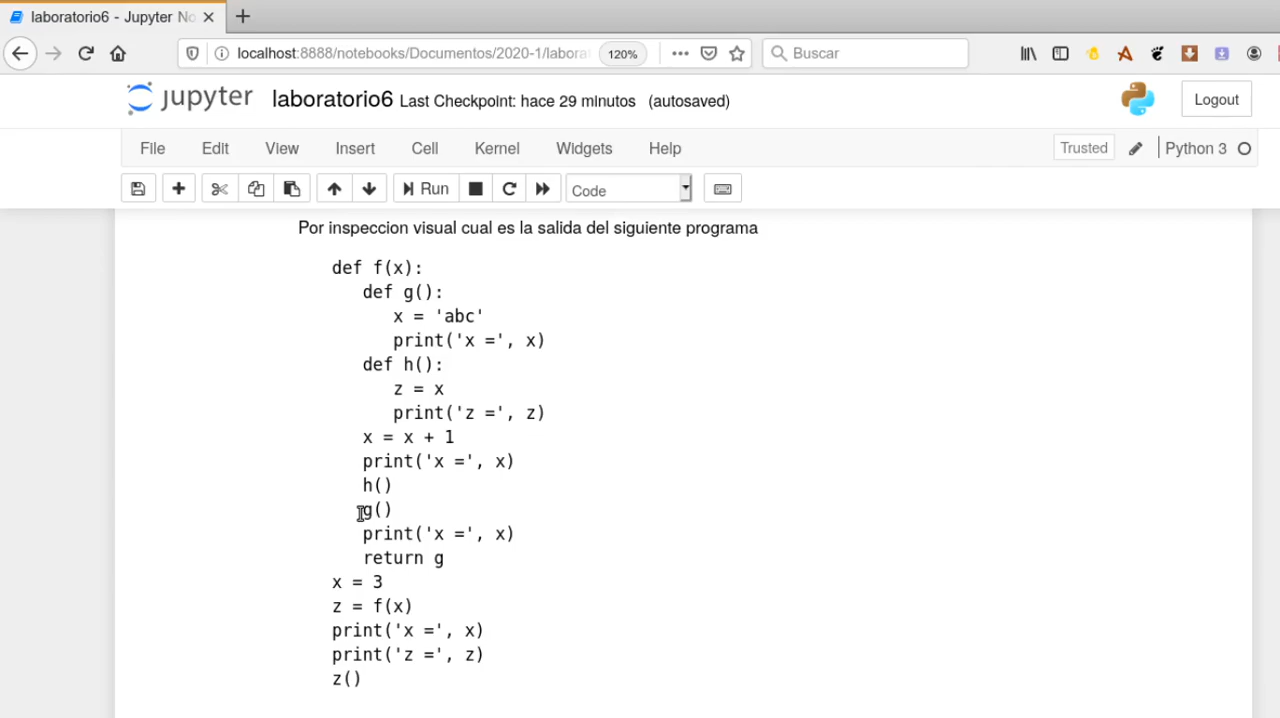 laboratorio6 - Jupyter No
localhost:8888/notebooks/Documentos/2020-1/labora
120%
Buscar
jupyter laboratorio6 Last Checkpoint: hace 29 minutos (autosaved)
Logout
File Edit View Insert Cell Kernel Widgets Help
Trusted
Python 3
Run
Code
Por inspeccion visual cual es la salida del siguiente programa
def f(x):
def g():
x = 'abc'
print('x =', x)
def h():
z = x
print('z =', z)
x = x + 1
print('x =', x)
h()
g()
print('x =', x)
return g
x = 3
z = f(x)
print('x =', x)
print('z =', z)
z()